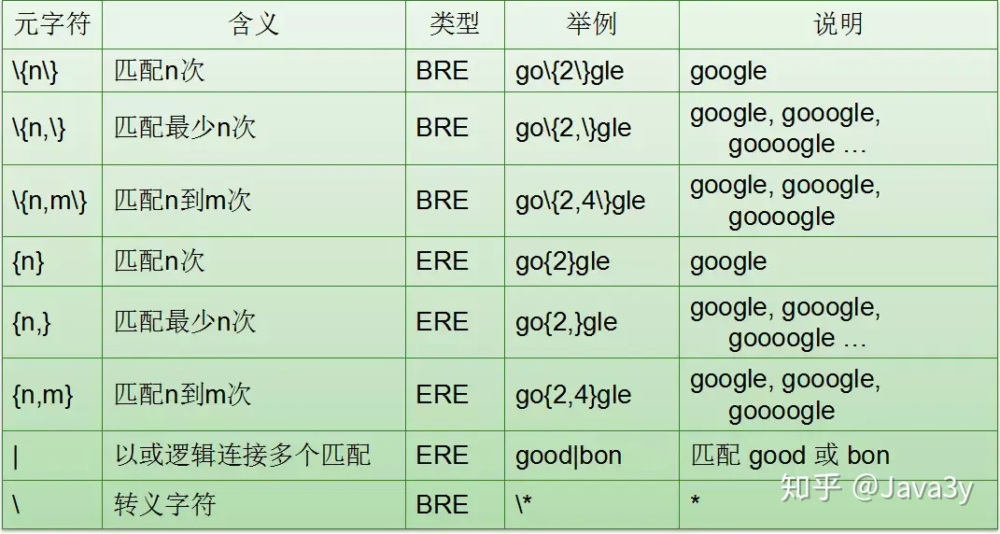 元字符 含义 类型 举例 说明
\{n\} 匹配n次 BRE go\{2\}gle google
\{n,\} 匹配最少n次 BRE go\{2,\}gle google, gooogle,
goooogle …
\{n,m\} 匹配n到m次 BRE go\{2,4\}gle google, gooogle,
goooogle
{n} 匹配n次 ERE go{2}gle google
{n,} 匹配最少n次 ERE go{2,}gle google, gooogle,
goooogle …
{n,m} 匹配n到m次 ERE go{2,4}gle google, gooogle,
goooogle
| 以或逻辑连接多个匹配 ERE good|bon 匹配 good 或 bon
\ 转义字符 BRE \* *
知乎 @Java3y